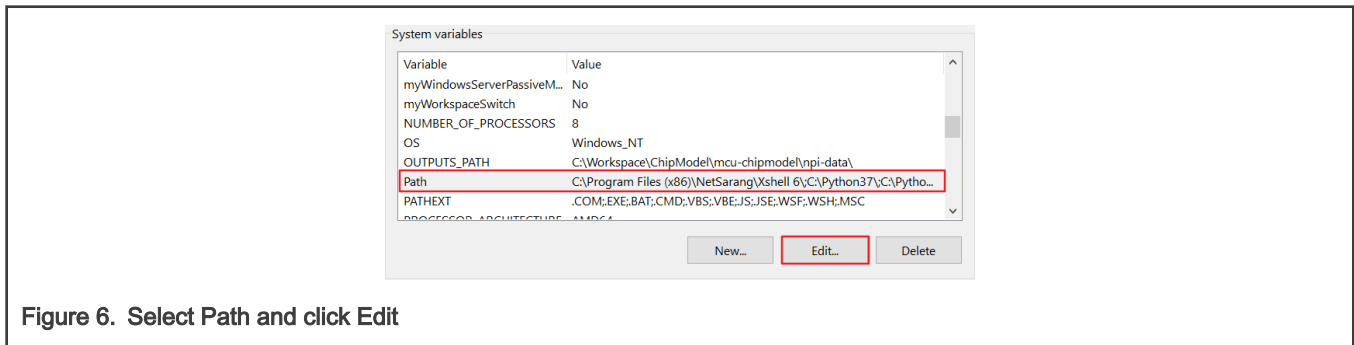 System variables
Variable Value
myWindowsServerPassiveM... No
myWorkspaceSwitch No
NUMBER_OF_PROCESSORS 8
OS Windows_NT
OUTPUTS_PATH C:\Workspace\ChipModel\mcu-chipmodel\npi-data\
Path C:\Program Files (x86)\NetSarang\Xshell 6\;C:\Python37\;C:\Pytho...
PATHEXT .COM;.EXE;.BAT;.CMD;.VBS;.VBE;.JS;.JSE;.WSF;.WSH;.MSC
PROCESSOR_ARCHITECTURE AMD64
New... Edit... Delete
Figure 6. Select Path and click Edit